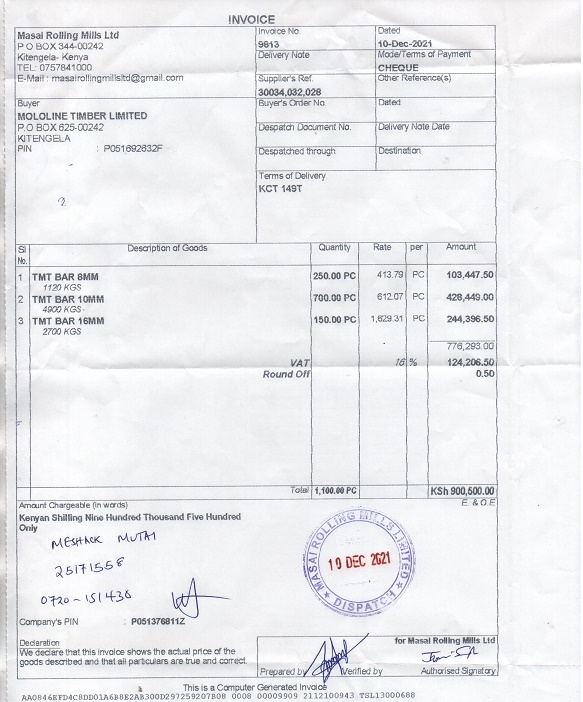 INVOICE
Masai Rolling Mills Ltd
P O BOX 344-00242
Kitengela- Kenya
TEL: 0757841000
E-Mail : masairollingmillsltd@gmail.com
Invoice No.
9813
Dated
10-Dec-2021
Delivery Note
Mode/Terms of Payment
CHEQUE
Supplier's Ref.
30034,032,028
Other Reference(s)
Buyer
MOLOLINE TIMBER LIMITED
P.O BOX 625-00242
KITENGELA
PIN : P051692632F
Buyer's Order No.
Dated
Despatch Document No.
Delivery Note Date
Despatched through
Destination
Terms of Delivery
KCT 149T
2
Sl No. Description of Goods Quantity Rate per Amount
1 TMT BAR 8MM 250.00 PC 413.79 PC 103,447.50
1120 KGS
2 TMT BAR 10MM 700.00 PC 612.07 PC 428,449.00
4900 KGS-
3 TMT BAR 16MM 150.00 PC 1,629.31 PC 244,396.50
2700 KGS
776,293.00
VAT 16 % 124,206.50
Round Off 0.50
Total 1,100.00 PC KSh 900,500.00
Amount Chargeable (in words) E. & O.E
Kenyan Shilling Nine Hundred Thousand Five Hundred
Only
MESHACK MUTAI
25171558
0720-151430
MASAI ROLLING MILLS LIMITED
10 DEC 2021
DISPATCH
Company's PIN : P051376811Z
Declaration
We declare that this invoice shows the actual price of the
goods described and that all particulars are true and correct.
for Masai Rolling Mills Ltd
Prepared by Verified by Authorised Signatory
This is a Computer Generated Invoice
AA0846EFD4C8DD01A6B8E2AB300D297259207B08 0008 00009909 2112100943 TSL13000688